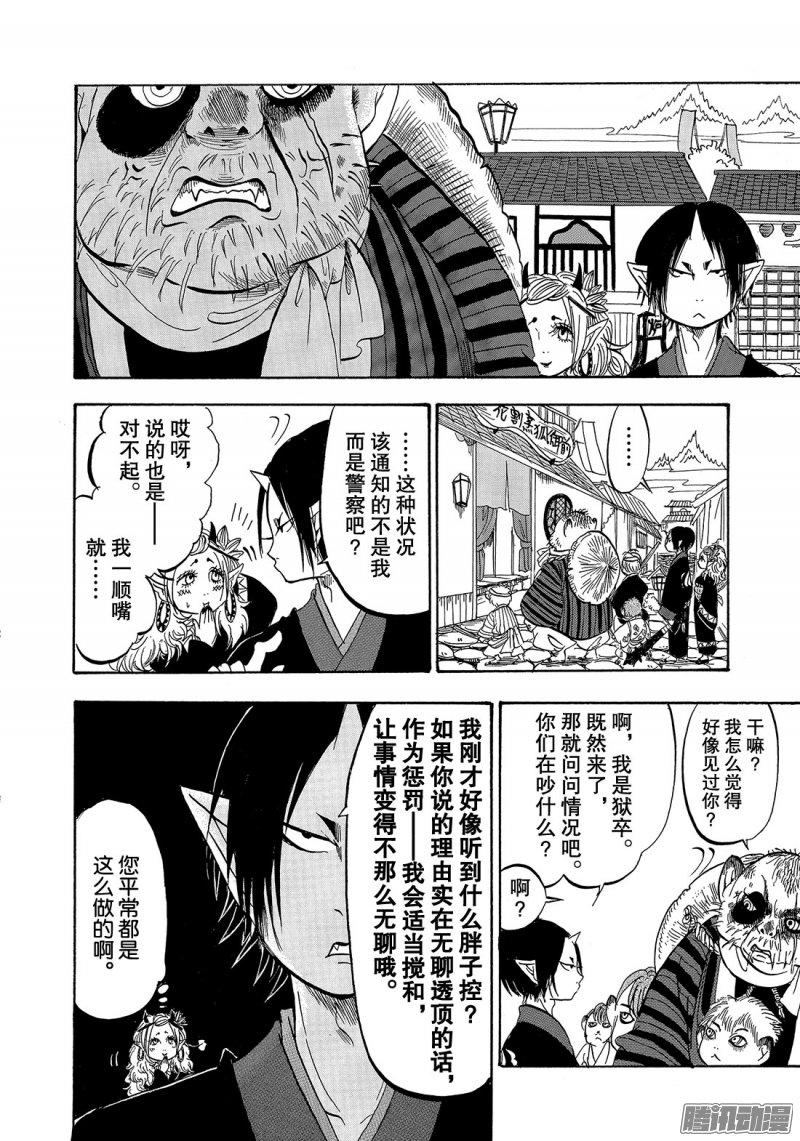 花割黑狐御前
……
……这种状况
该通知的不是我
而是警察吧?
哎呀,
说的也是——
对不起。
我一顺嘴
就……
干嘛?
我怎么觉得
好像见过你?
啊,我是狱卒。
既然来了,
那就问问情况吧。
你们在吵什么?
啊?
我刚才好像听到什么胖子控?
如果你说的理由实在无聊透顶的话,
作为惩罚——我会适当搅和,
让事情变得不那么无聊哦。
您平常都是
这么做的啊。
腾讯动漫